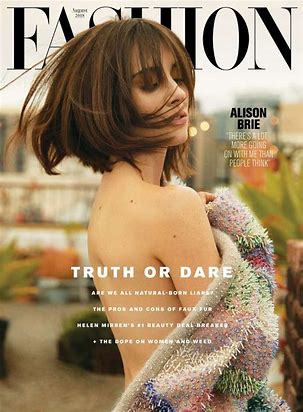 FASHION
August
2018
ALISON
BRIE
"THERE'S A LOT
MORE GOING
ON WITH ME THAN
PEOPLE THINK"
TRUTH OR DARE
ARE WE ALL NATURAL-BORN LIARS?
THE PROS AND CONS OF FAUX FUR
HELEN MIRREN'S #1 BEAUTY DEAL-BREAKER
+ THE DOPE ON WOMEN AND WEED